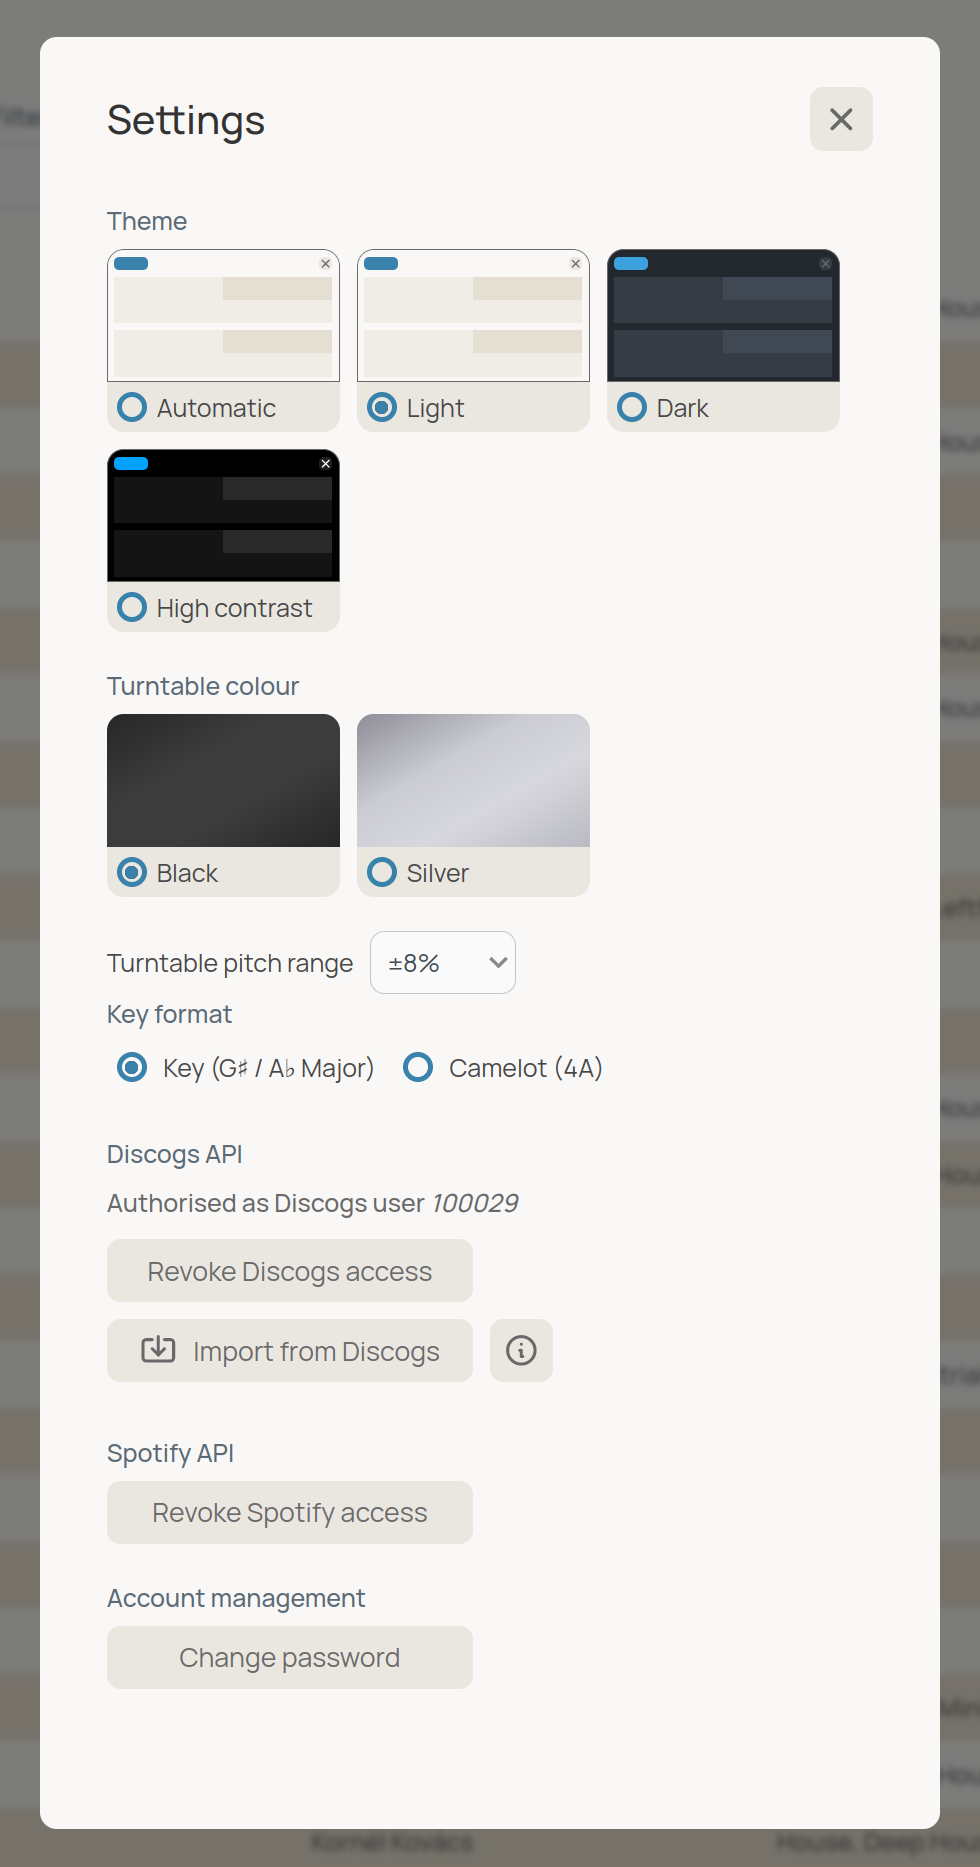 Settings
Theme
Automatic
Light
Dark
High contrast
Turntable colour
Black
Silver
Turntable pitch range ±8%
Key format
Key (G♯ / A♭ Major)
Camelot (4A)
Discogs API
Authorised as Discogs user 100029
Revoke Discogs access
Import from Discogs
Spotify API
Revoke Spotify access
Account management
Change password
Kornél Kovács
House, Deep Hou